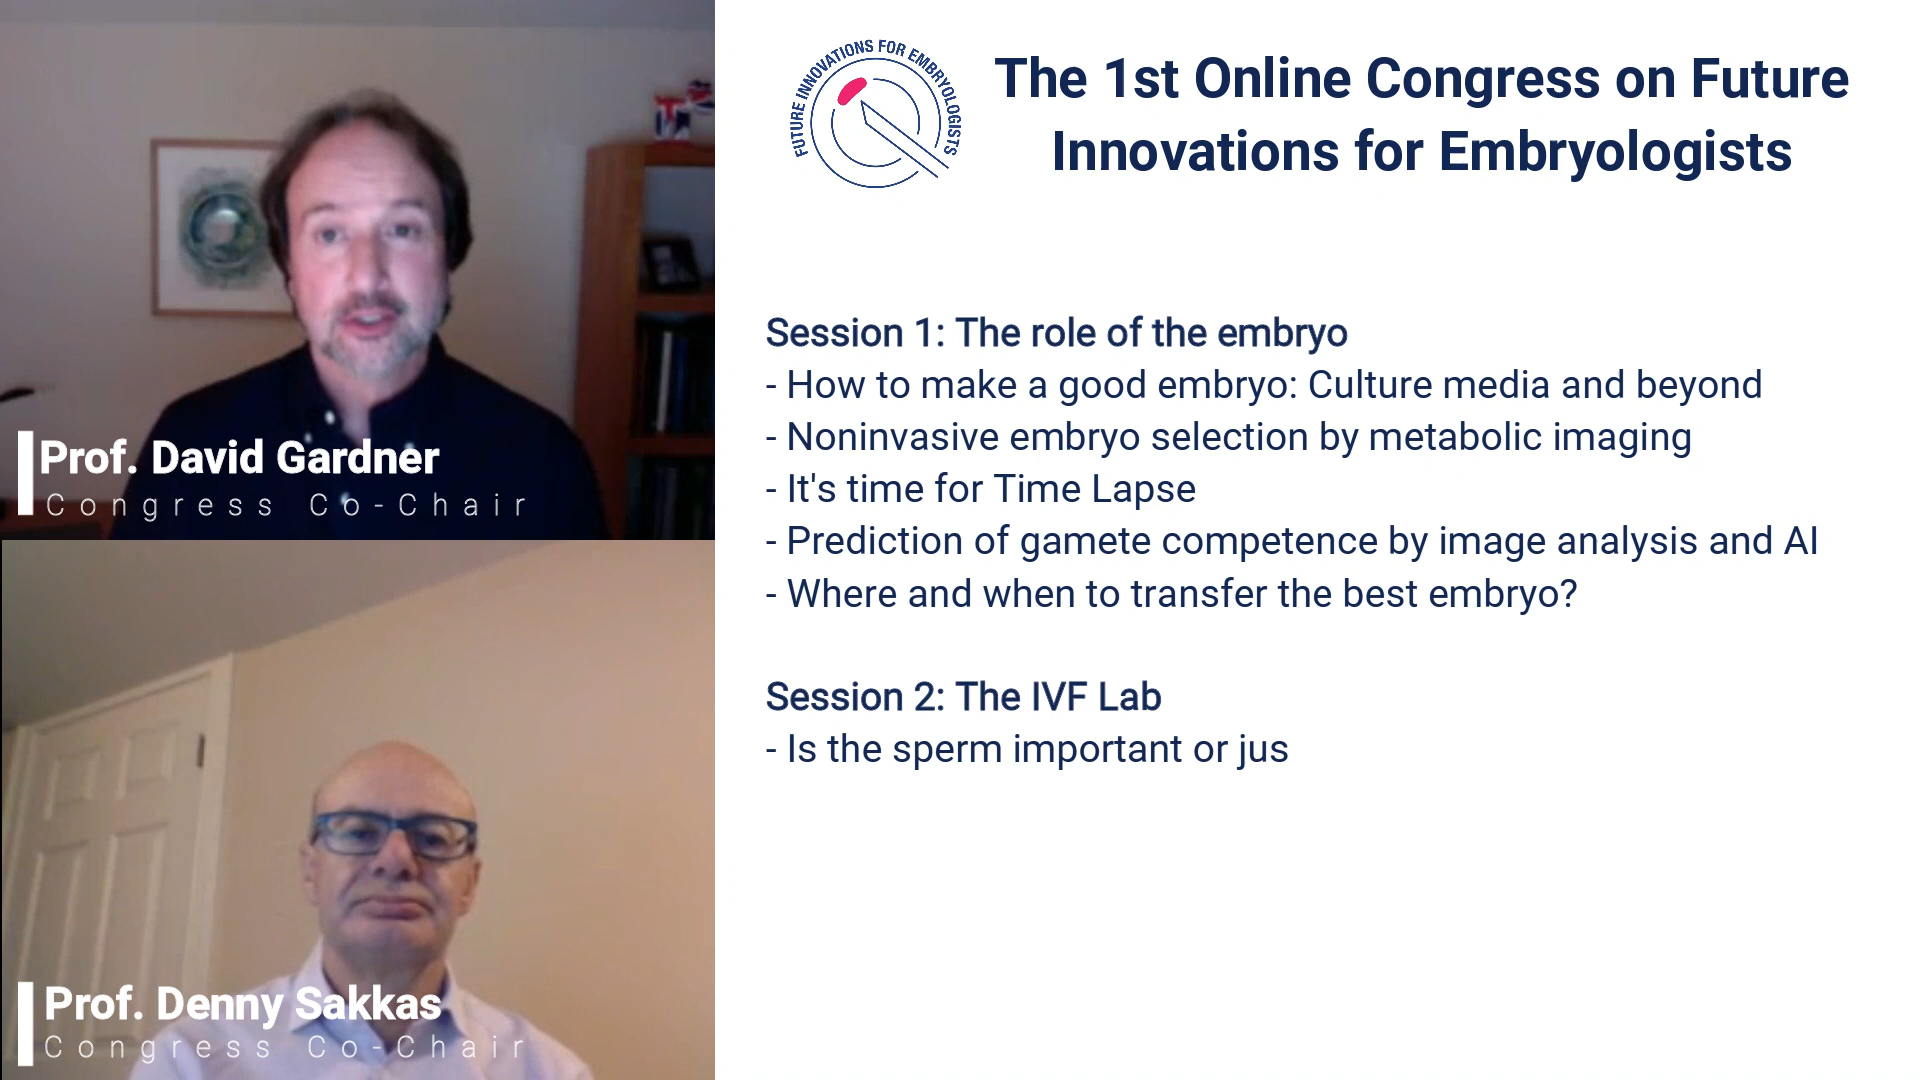 FUTURE INNOVATIONS FOR EMBRYOLOGISTS
The 1st Online Congress on Future
Innovations for Embryologists
Session 1: The role of the embryo
- How to make a good embryo: Culture media and beyond
- Noninvasive embryo selection by metabolic imaging
- It's time for Time Lapse
- Prediction of gamete competence by image analysis and AI
- Where and when to transfer the best embryo?
Session 2: The IVF Lab
- Is the sperm important or jus
Prof. David Gardner
Congress Co-Chair
Prof. Denny Sakkas
Congress Co-Chair